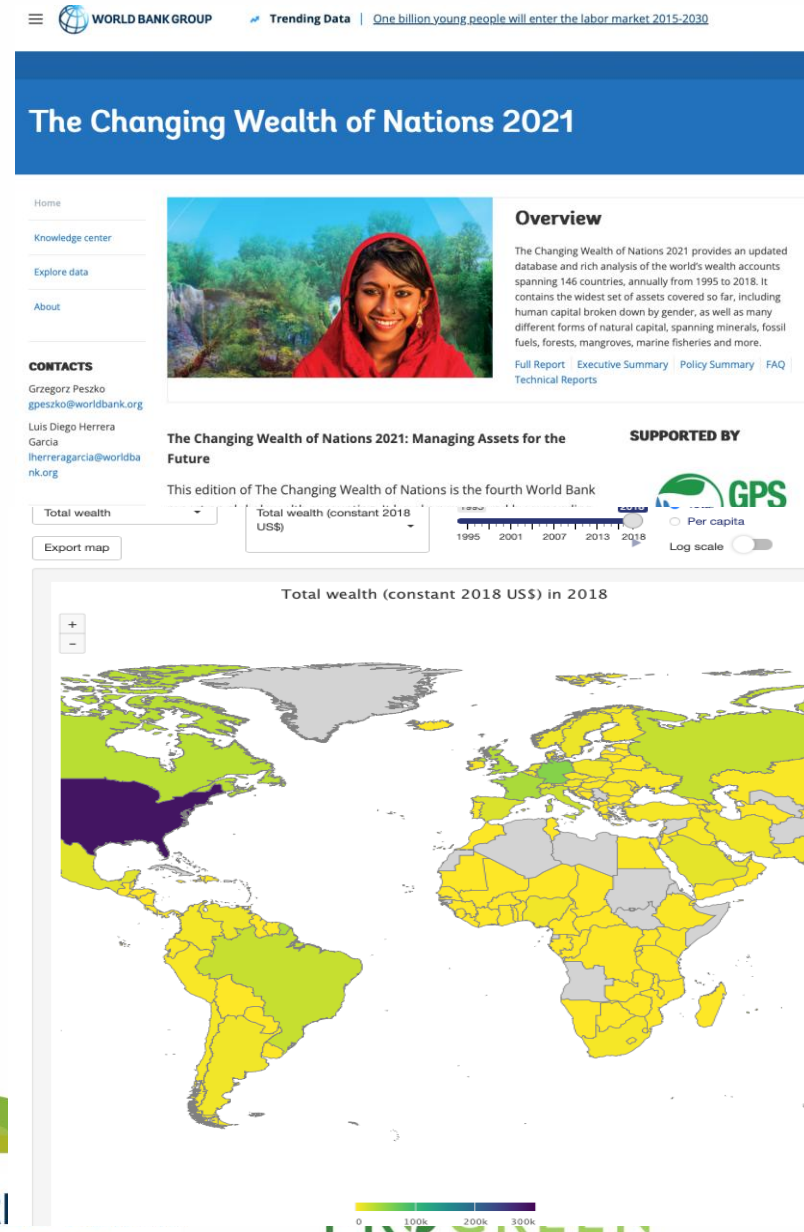 WORLD BANK GROUP
Trending Data | One billion young people will enter the labor market 2015-2030
The Changing Wealth of Nations 2021
Home
Knowledge center
Explore data
About
CONTACTS
Grzegorz Peszko
gpeszko@worldbank.org
Luis Diego Herrera
Garcia
lherreragarcia@worldba
nk.org
Overview
The Changing Wealth of Nations 2021 provides an updated
database and rich analysis of the world's wealth accounts
spanning 146 countries, annually from 1995 to 2018. It
contains the widest set of assets covered so far, including
human capital broken down by gender, as well as many
different forms of natural capital, spanning minerals, fossil
fuels, forests, mangroves, marine fisheries and more.
Full Report | Executive Summary | Policy Summary | FAQ
Technical Reports
The Changing Wealth of Nations 2021: Managing Assets for the
Future
This edition of The Changing Wealth of Nations is the fourth World Bank
SUPPORTED BY
GPS
Total wealth
Export map
Total wealth (constant 2018
US$)
1995 2001 2007 2013 2018
Per capita
Log scale
Total wealth (constant 2018 US$) in 2018
+
−
0 100k 200k 300k